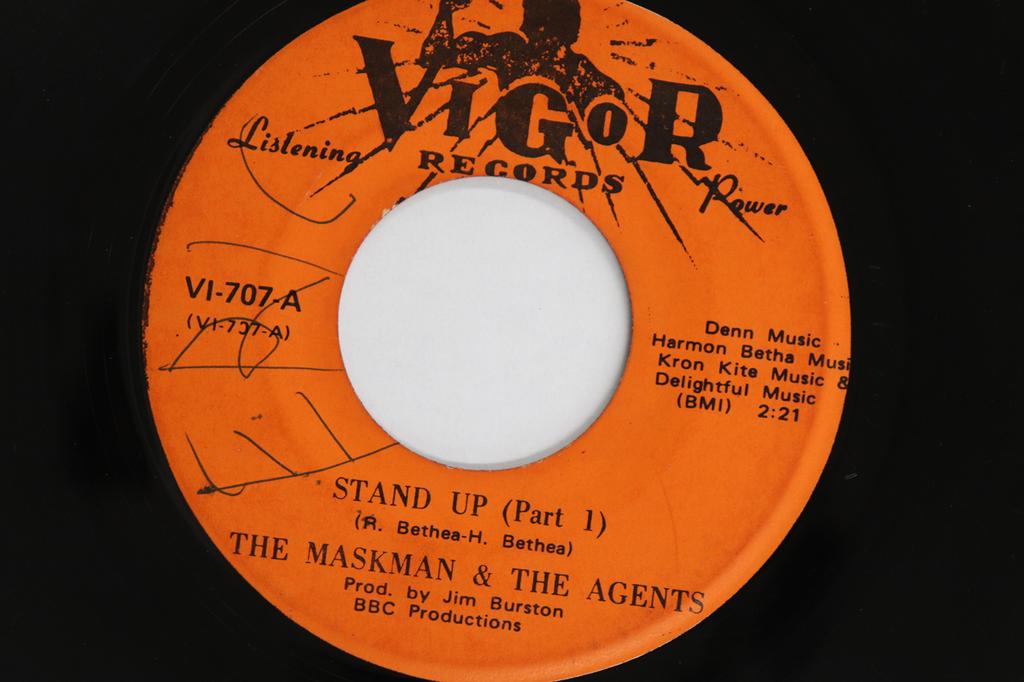 VIGOR
RECORDS
Listening
Power
VI-707-A
(VI-707-A)
Denn Music
Harmon Betha Musi
Kron Kite Music &
Delightful Music
(BMI) 2:21
STAND UP (Part 1)
(R. Bethea-H. Bethea)
THE MASKMAN & THE AGENTS
Prod. by Jim Burston
BBC Productions